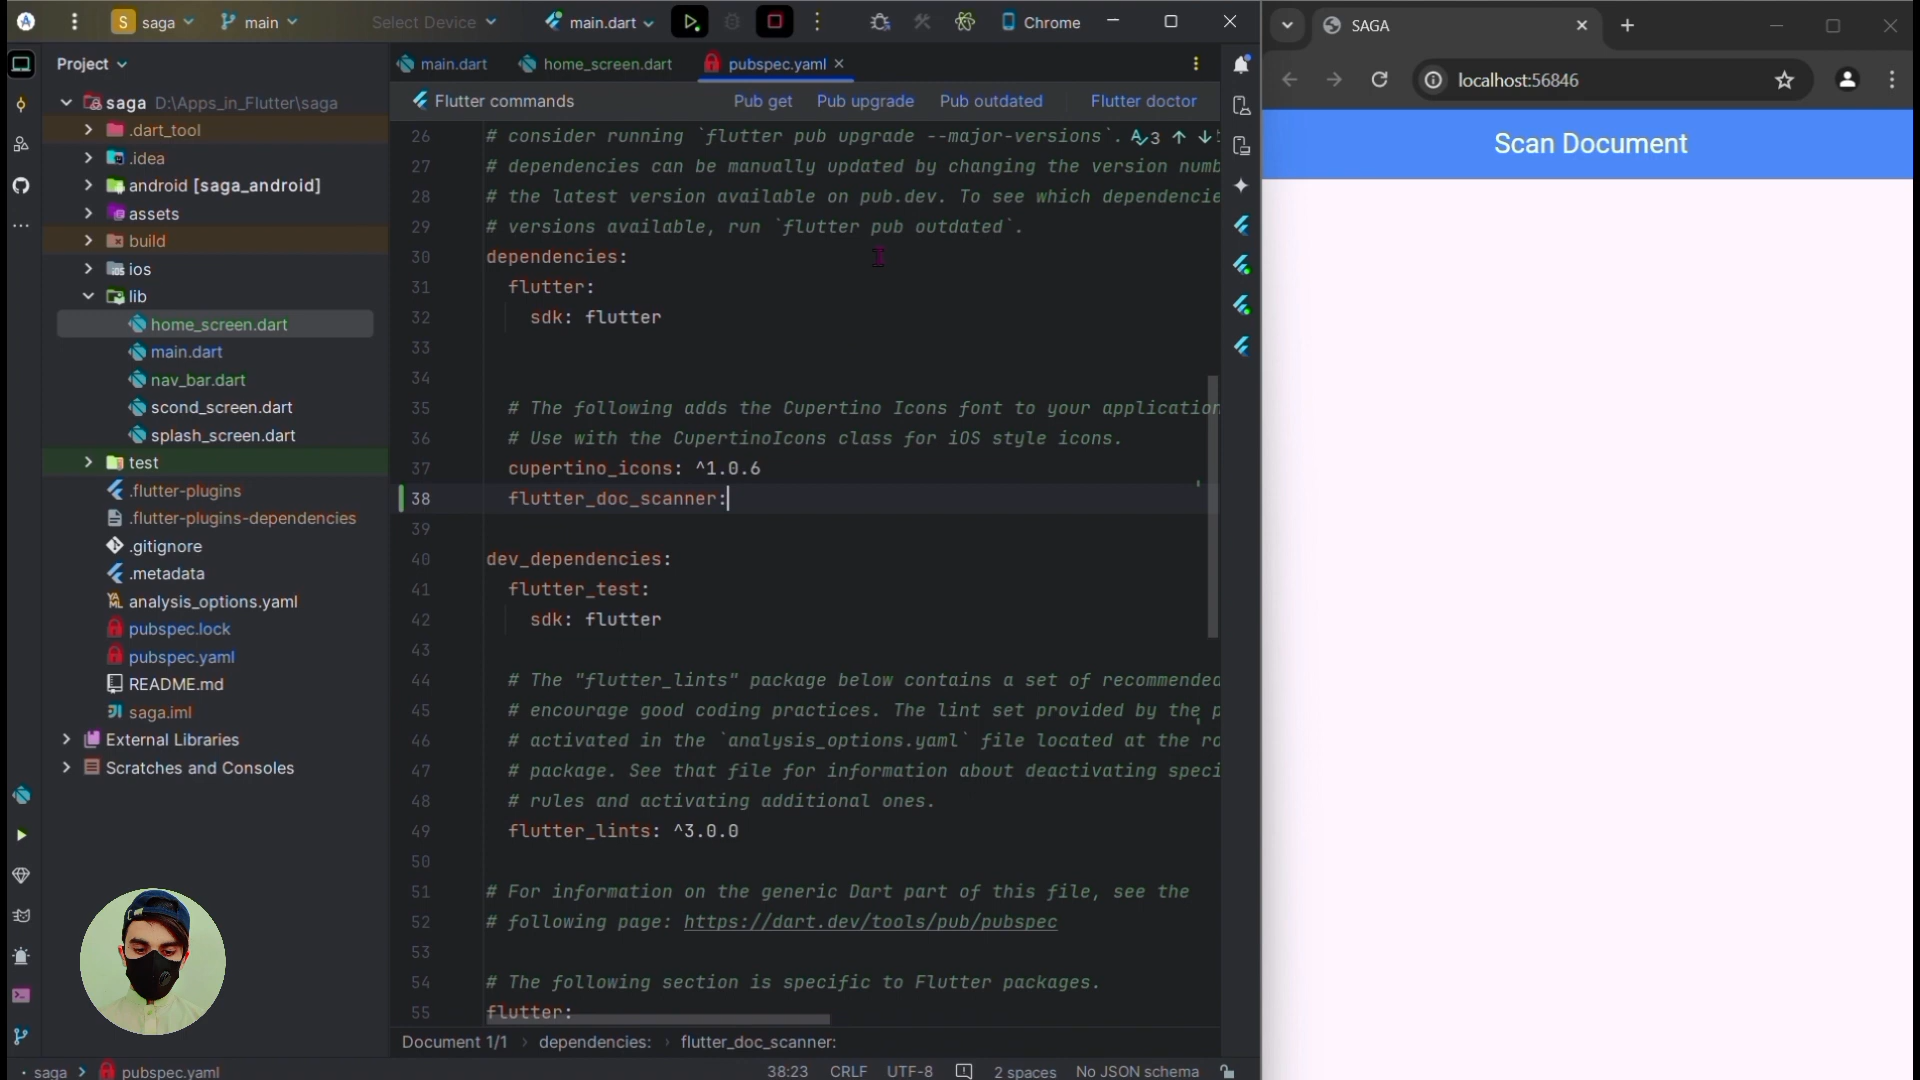 S saga main Select Device main.dart Chrome
Project
main.dart home_screen.dart pubspec.yaml
Flutter commands Pub get Pub upgrade Pub outdated Flutter doctor
saga D:\Apps_in_Flutter\saga
.dart_tool
.idea
android [saga_android]
assets
build
ios
lib
home_screen.dart
main.dart
nav_bar.dart
scond_screen.dart
splash_screen.dart
test
.flutter-plugins
.flutter-plugins-dependencies
.gitignore
.metadata
analysis_options.yaml
pubspec.lock
pubspec.yaml
README.md
saga.iml
External Libraries
Scratches and Consoles
26 # consider running `flutter pub upgrade --major-versions`. 3
27 # dependencies can be manually updated by changing the version numb
28 # the latest version available on pub.dev. To see which dependencie
29 # versions available, run `flutter pub outdated`.
30 dependencies:
31 flutter:
32 sdk: flutter
33
34
35 # The following adds the Cupertino Icons font to your application
36 # Use with the CupertinoIcons class for iOS style icons.
37 cupertino_icons: ^1.0.6
38 flutter_doc_scanner:
39
40 dev_dependencies:
41 flutter_test:
42 sdk: flutter
43
44 # The "flutter_lints" package below contains a set of recommended
45 # encourage good coding practices. The lint set provided by the p
46 # activated in the `analysis_options.yaml` file located at the ro
47 # package. See that file for information about deactivating speci
48 # rules and activating additional ones.
49 flutter_lints: ^3.0.0
50
51 # For information on the generic Dart part of this file, see the
52 # following page: https://dart.dev/tools/pub/pubspec
53
54 # The following section is specific to Flutter packages.
55 flutter:
Document 1/1 dependencies: flutter_doc_scanner:
saga pubspec.yaml 38:23 CRLF UTF-8 2 spaces No JSON schema
SAGA
localhost:56846
Scan Document